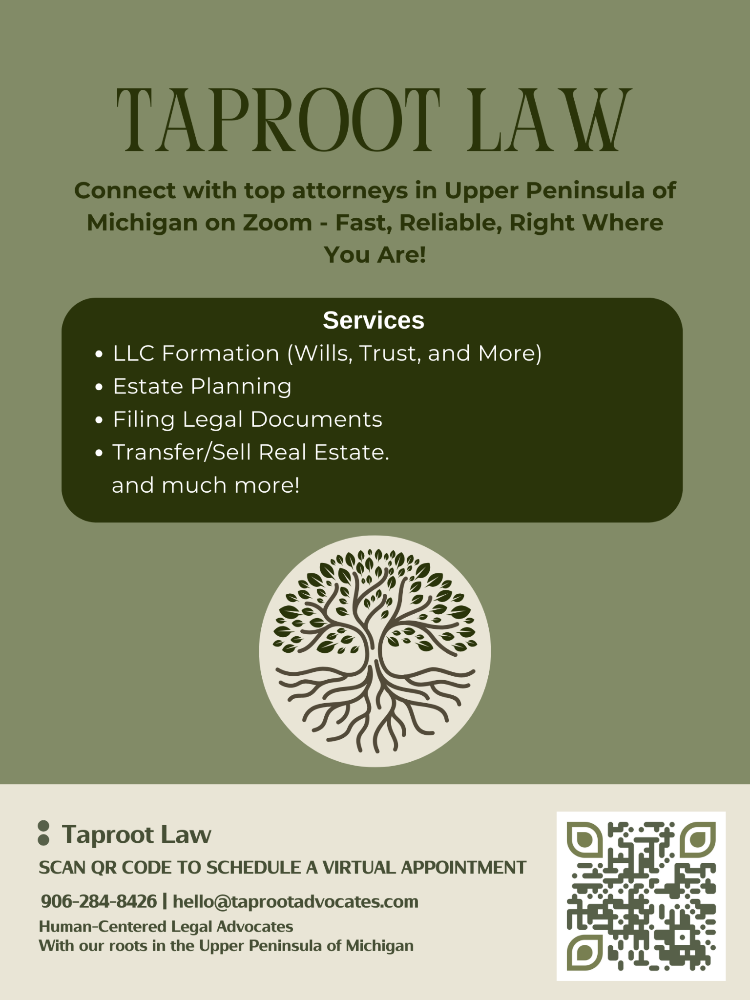 TAPROOT LAW
Connect with top attorneys in Upper Peninsula of
Michigan on Zoom - Fast, Reliable, Right Where
You Are!
Services
• LLC Formation (Wills, Trust, and More)
• Estate Planning
• Filing Legal Documents
• Transfer/Sell Real Estate.
and much more!
Taproot Law
SCAN QR CODE TO SCHEDULE A VIRTUAL APPOINTMENT
906-284-8426 | hello@taprootadvocates.com
Human-Centered Legal Advocates
With our roots in the Upper Peninsula of Michigan